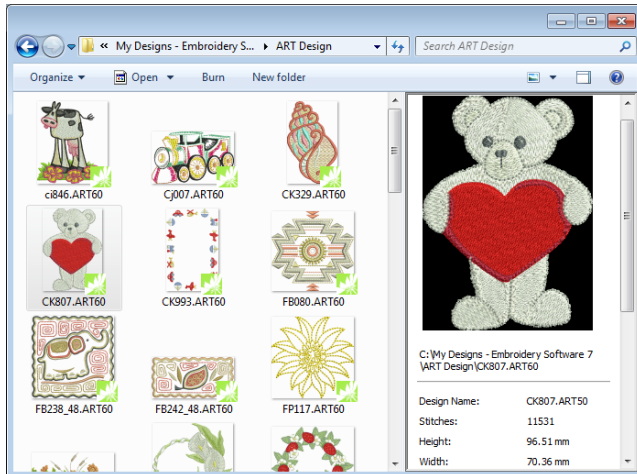 « My Designs - Embroidery S... ▸ ART Design
Search ART Design
Organize ▾ Open ▾ Burn New folder
ci846.ART60 Cj007.ART60 CK329.ART60
CK807.ART60 CK993.ART60 FB080.ART60
FB238_48.ART60 FB242_48.ART60 FP117.ART60
C:\My Designs - Embroidery Software 7
\ART Design\CK807.ART60
Design Name: CK807.ART50
Stitches: 11531
Height: 96.51 mm
Width: 70.36 mm